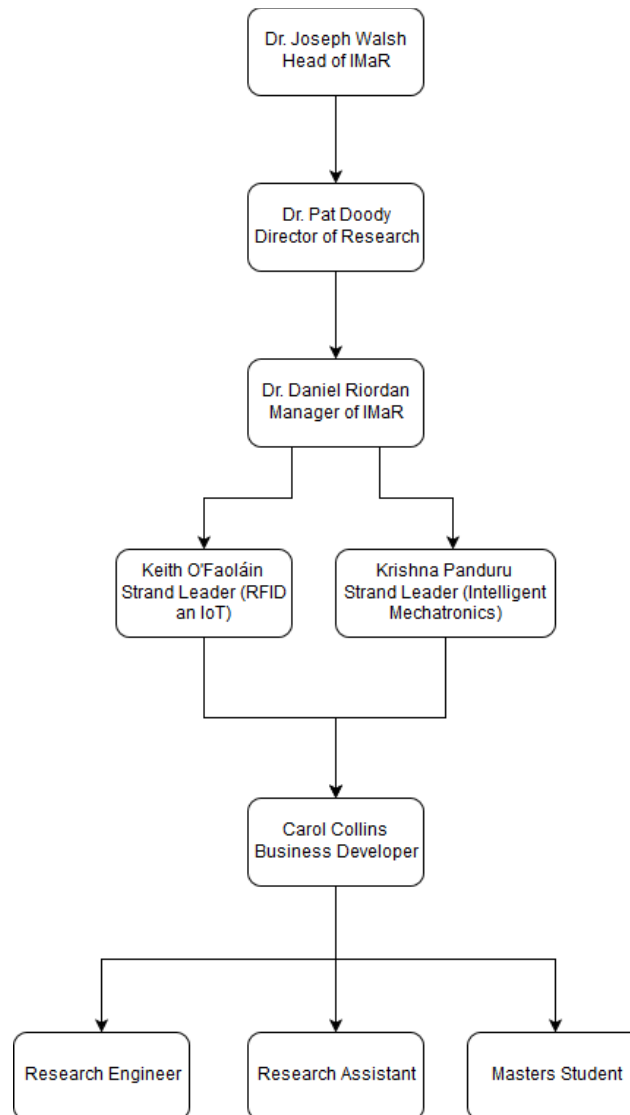 Dr. Joseph Walsh
Head of IMaR
Dr. Pat Doody
Director of Research
Dr. Daniel Riordan
Manager of IMaR
Keith O'Faoláin
Strand Leader (RFID
an IoT)
Krishna Panduru
Strand Leader (Intelligent
Mechatronics)
Carol Collins
Business Developer
Research Engineer
Research Assistant
Masters Student